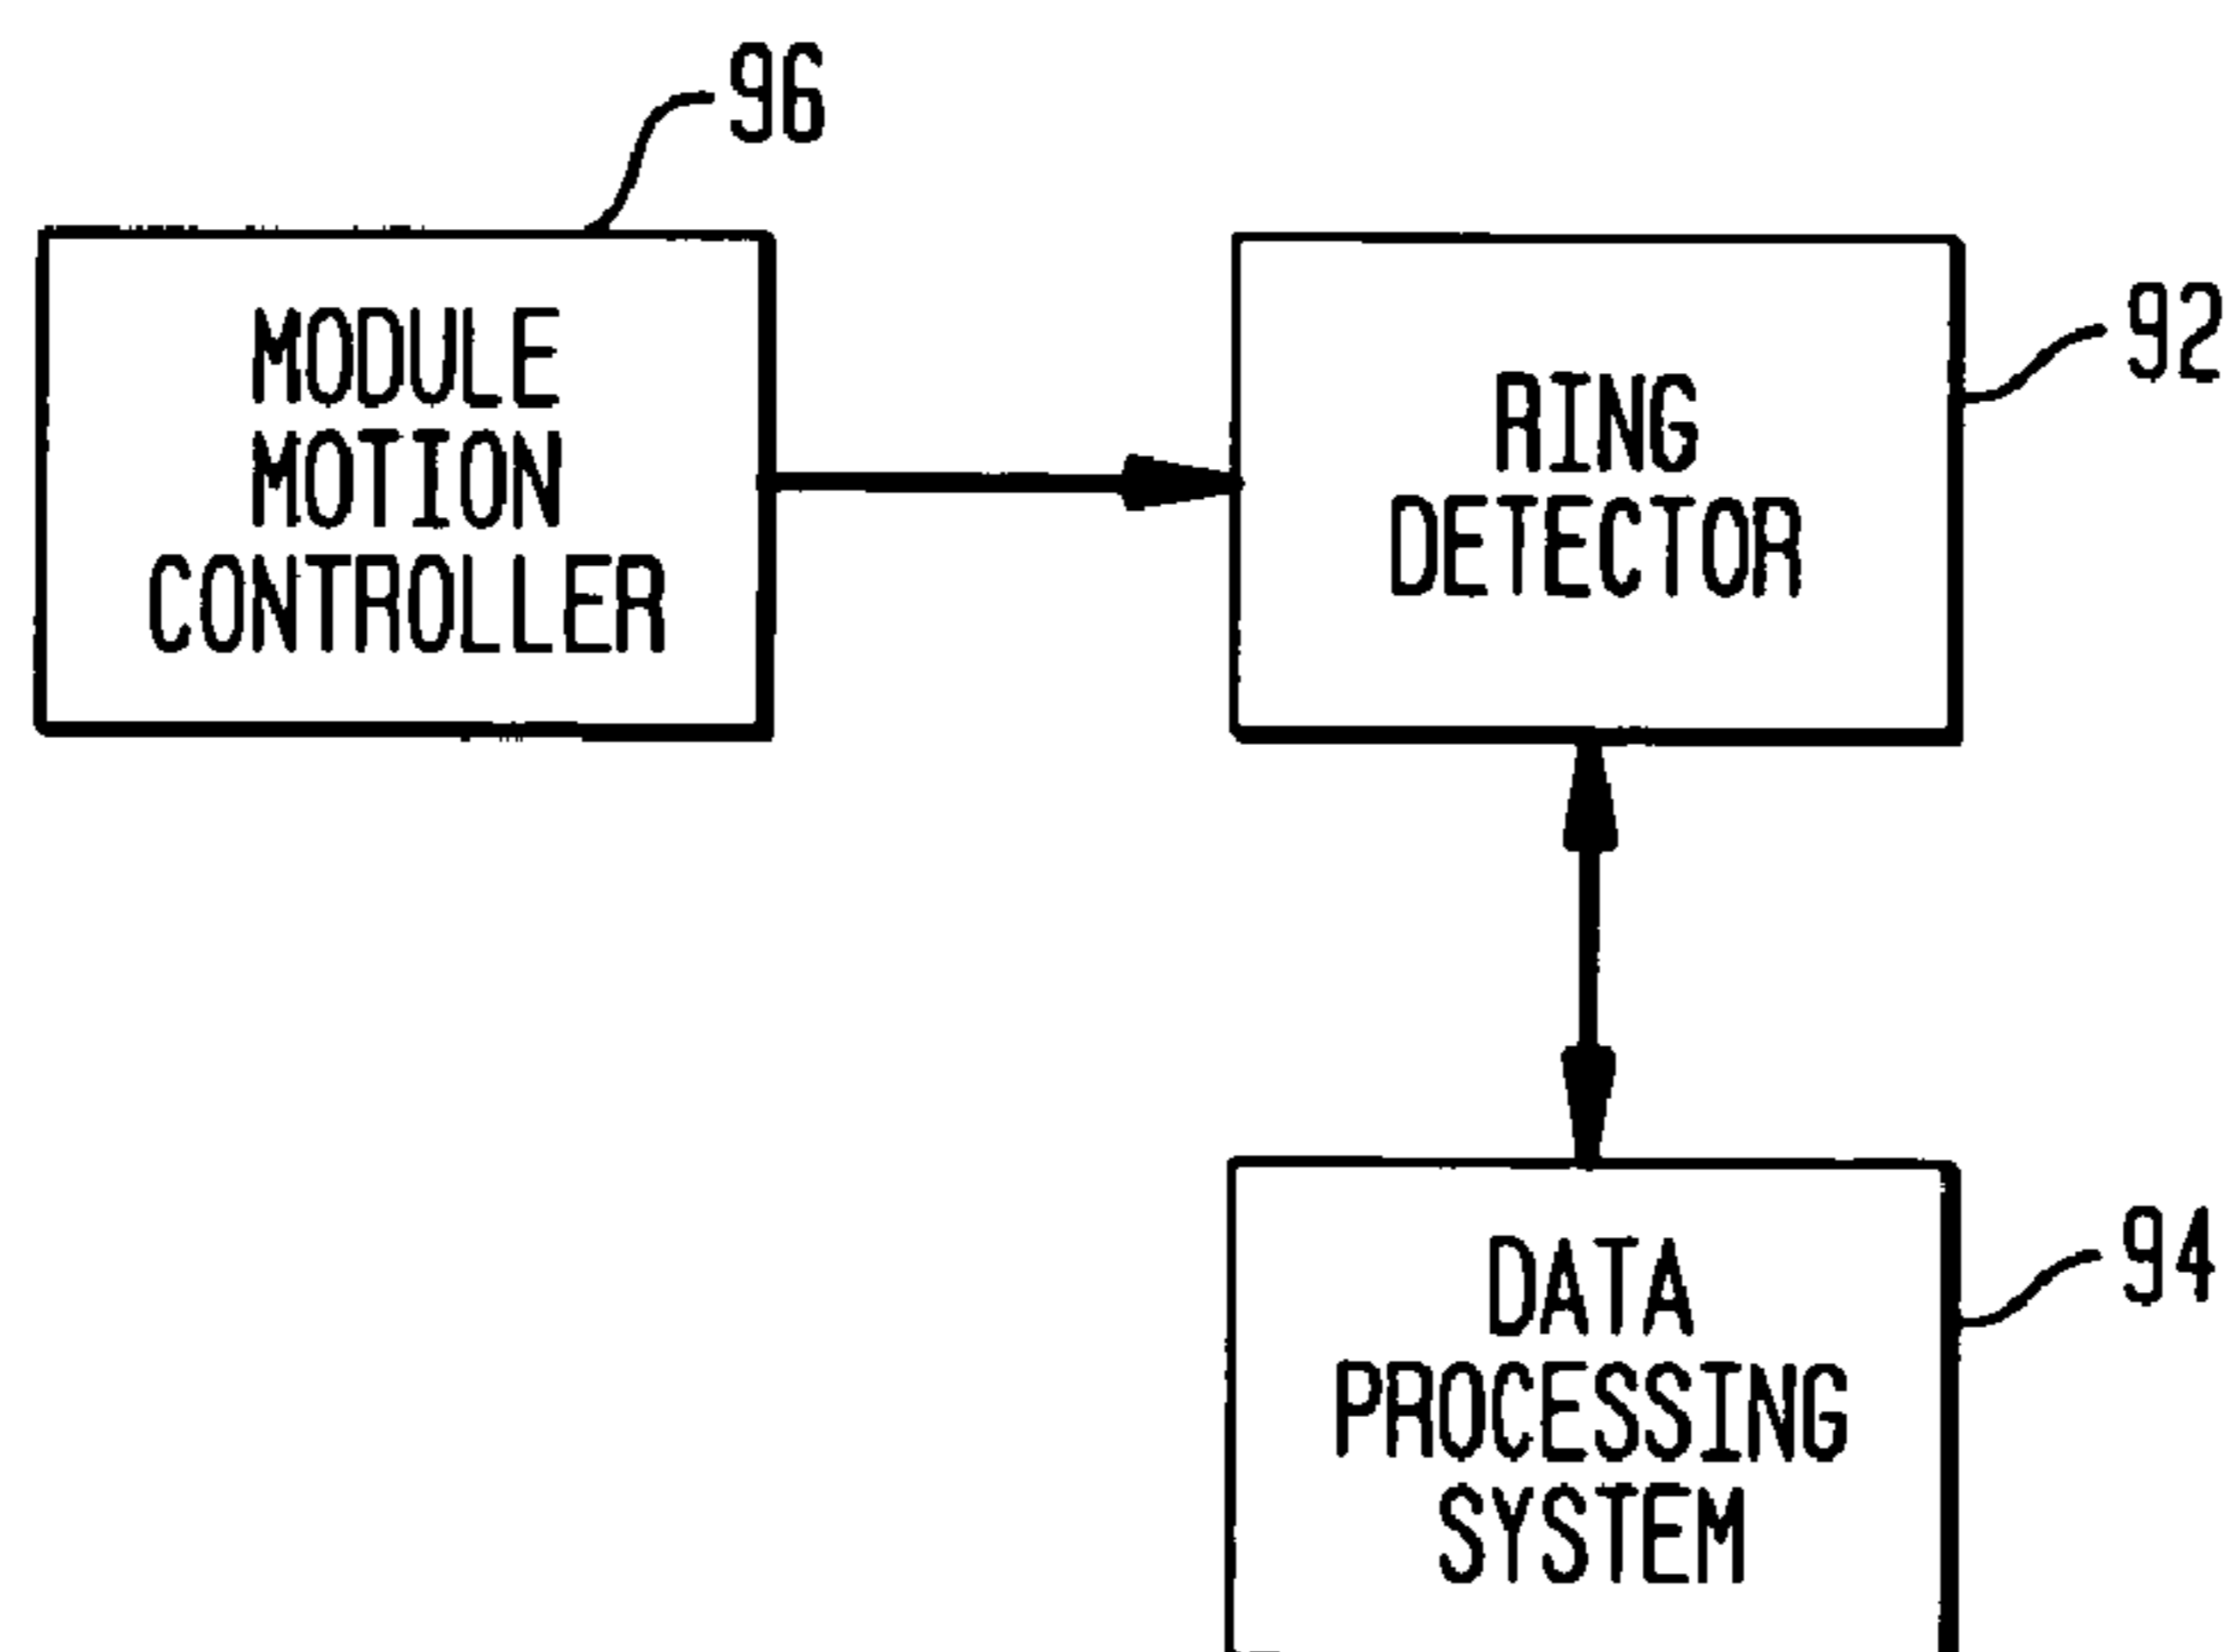 96
MODULE
MOTION
CONTROLLER
92
RING
DETECTOR
94
DATA
PROCESSING
SYSTEM